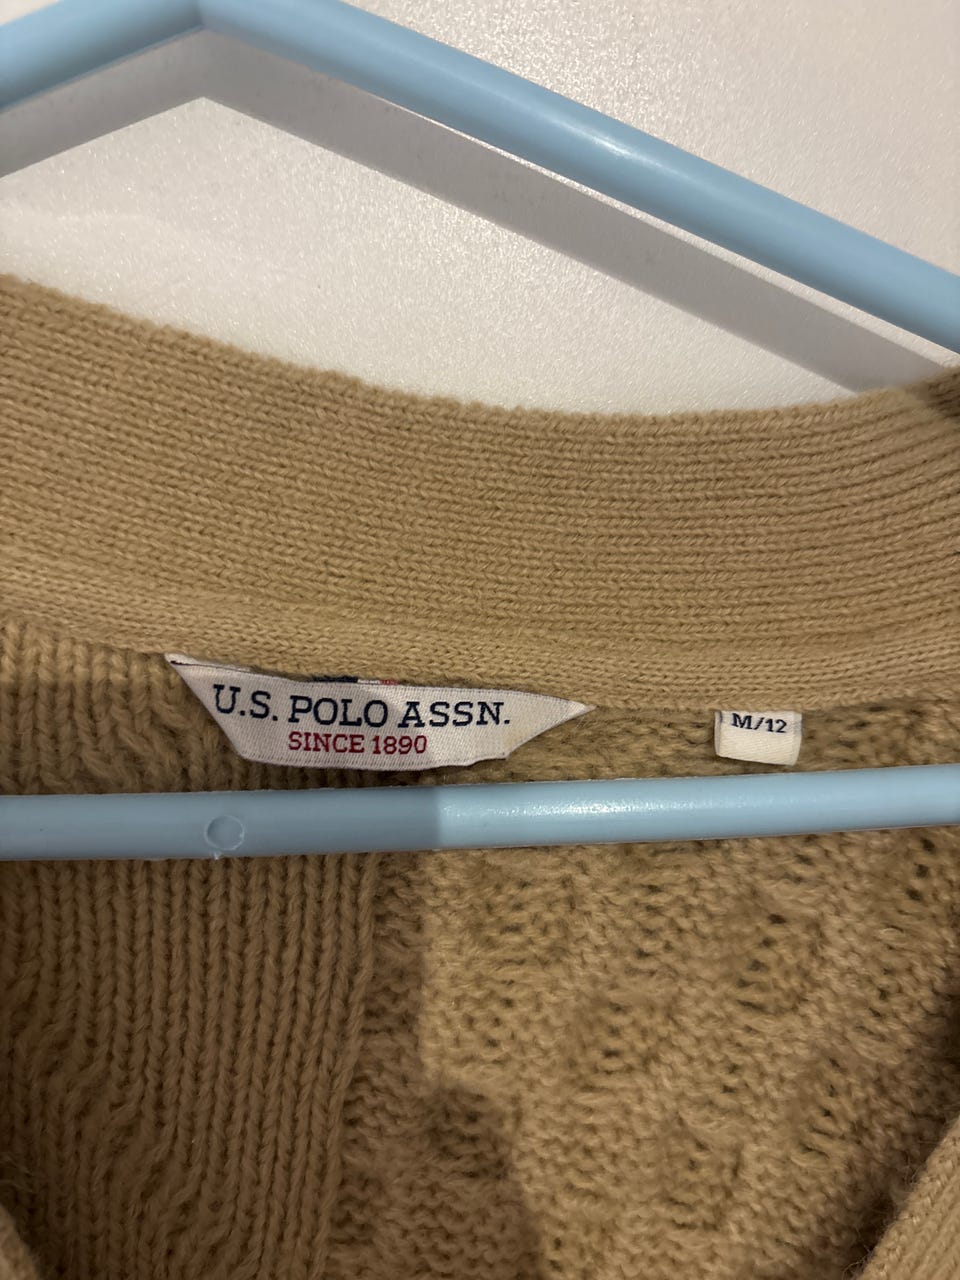 U.S. POLO ASSN.
SINCE 1890
M/12